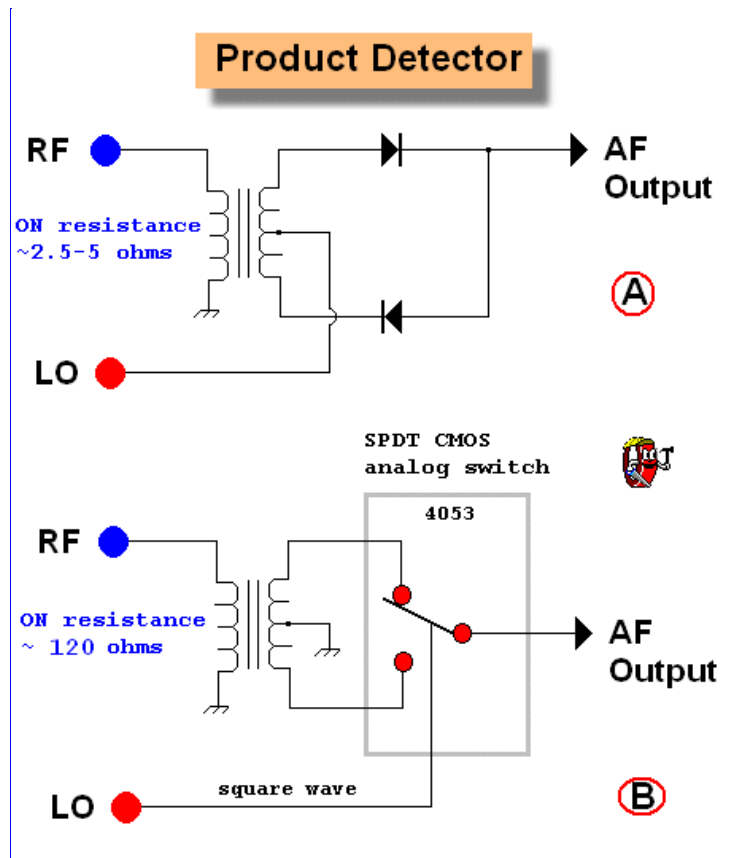 Product Detector
RF
AF
Output
ON resistance
~2.5-5 ohms
A
LO
SPDT CMOS
analog switch
4053
RF
ON resistance
~ 120 ohms
AF
Output
square wave
LO
B